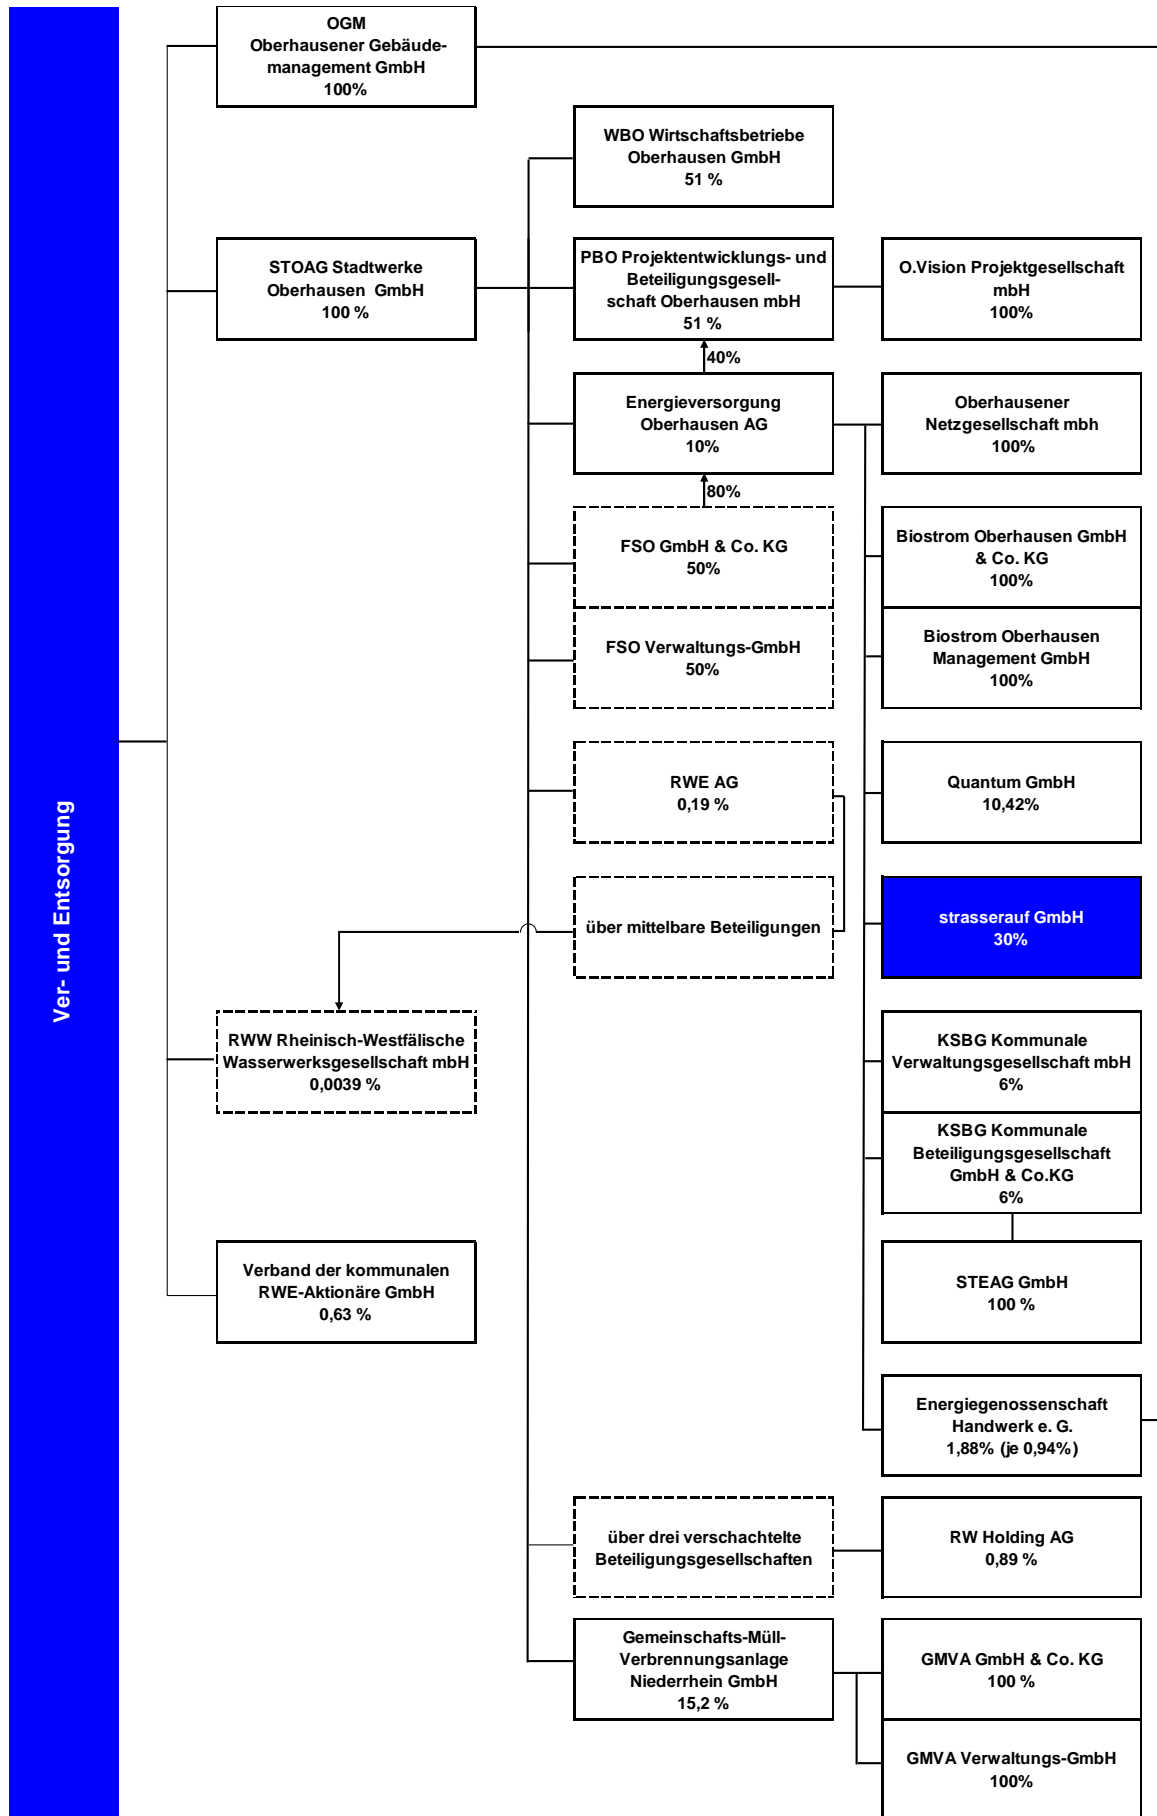 Ver- und Entsorgung
OGM
Oberhausener Gebäude-
management GmbH
100%
STOAG Stadtwerke
Oberhausen GmbH
100 %
RWW Rheinisch-Westfälische
Wasserwerksgesellschaft mbH
0,0039 %
Verband der kommunalen
RWE-Aktionäre GmbH
0,63 %
WBO Wirtschaftsbetriebe
Oberhausen GmbH
51 %
PBO Projektentwicklungs- und
Beteiligungsgesell-
schaft Oberhausen mbH
51 %
40%
Energieversorgung
Oberhausen AG
10%
80%
FSO GmbH & Co. KG
50%
FSO Verwaltungs-GmbH
50%
RWE AG
0,19 %
über mittelbare Beteiligungen
über drei verschachtelte
Beteiligungsgesellschaften
Gemeinschafts-Müll-
Verbrennungsanlage
Niederrhein GmbH
15,2 %
O.Vision Projektgesellschaft
mbH
100%
Oberhausener
Netzgesellschaft mbh
100%
Biostrom Oberhausen GmbH
& Co. KG
100%
Biostrom Oberhausen
Management GmbH
100%
Quantum GmbH
10,42%
strasserauf GmbH
30%
KSBG Kommunale
Verwaltungsgesellschaft mbH
6%
KSBG Kommunale
Beteiligungsgesellschaft
GmbH & Co.KG
6%
STEAG GmbH
100 %
Energiegenossenschaft
Handwerk e. G.
1,88% (je 0,94%)
RW Holding AG
0,89 %
GMVA GmbH & Co. KG
100 %
GMVA Verwaltungs-GmbH
100%